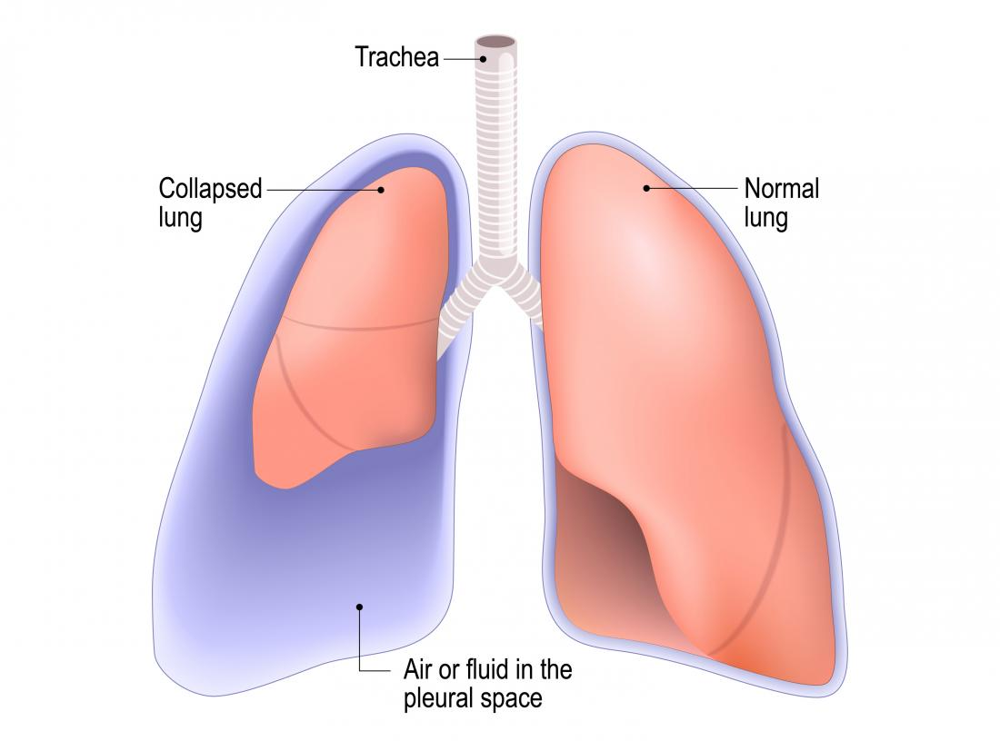 Trachea
Collapsed
lung
Normal
lung
Air or fluid in the
pleural space